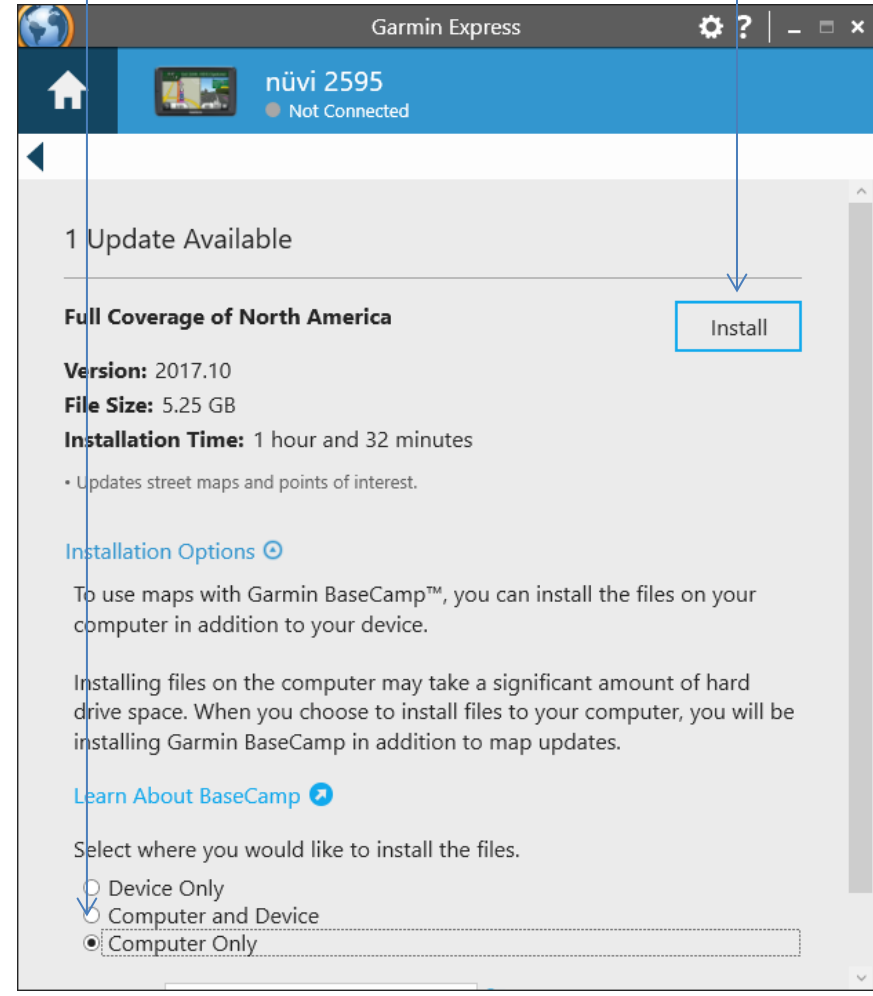 Garmin Express
?
nüvi 2595
Not Connected
1 Update Available
Full Coverage of North America
Install
Version: 2017.10
File Size: 5.25 GB
Installation Time: 1 hour and 32 minutes
• Updates street maps and points of interest.
Installation Options
To use maps with Garmin BaseCamp™, you can install the files on your
computer in addition to your device.
Installing files on the computer may take a significant amount of hard
drive space. When you choose to install files to your computer, you will be
installing Garmin BaseCamp in addition to map updates.
Learn About BaseCamp
Select where you would like to install the files.
Device Only
Computer and Device
Computer Only